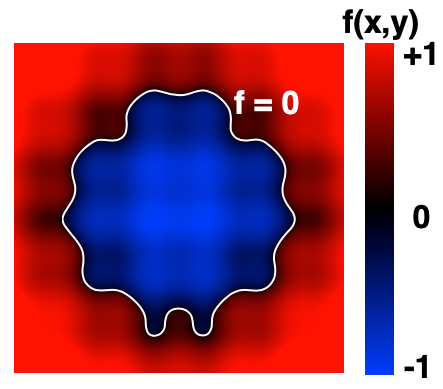 f(x,y)
+1
f = 0
0
-1